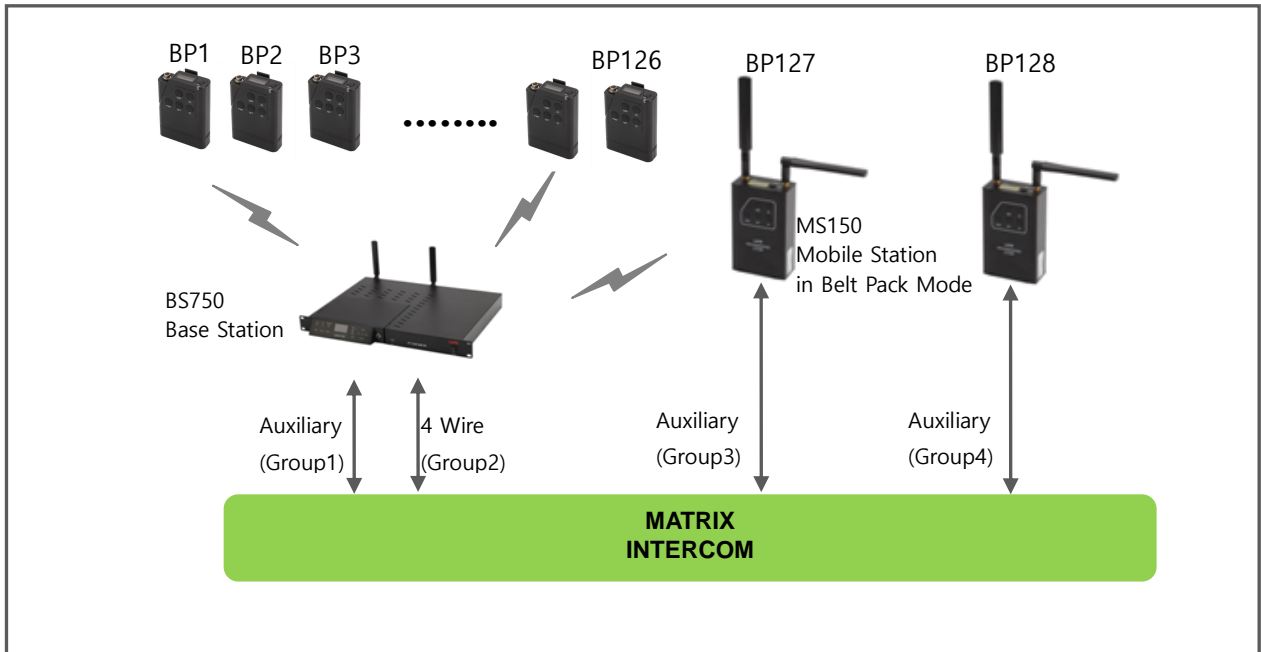 BP1
BP2
BP3
BP126
BP127
BP128
MS150
Mobile Station
in Belt Pack Mode
BS750
Base Station
Auxiliary
(Group1)
4 Wire
(Group2)
Auxiliary
(Group3)
Auxiliary
(Group4)
MATRIX
INTERCOM